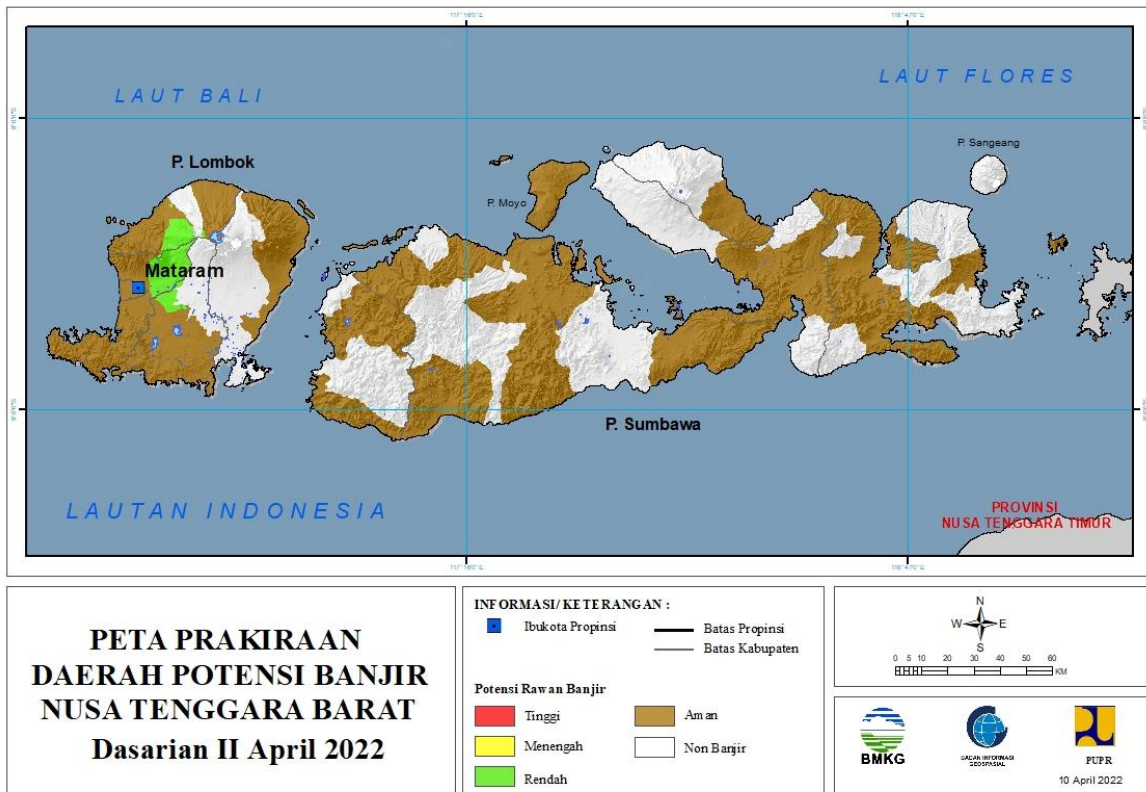 LAUT BALI
LAUT FLORES
P. Lombok
P. Sangeang
P. Moyo
Mataram
P. Sumbawa
LAUTAN INDONESIA
PROVINSI
NUSA TENGGARA TIMUR
PETA PRAKIRAAN
DAERAH POTENSI BANJIR
NUSA TENGGARA BARAT
Dasarian II April 2022
INFORMASI/ KETERANGAN :
Ibukota Propinsi
Batas Propinsi
Batas Kabupaten
Potensi Rawan Banjir
Tinggi
Aman
Menengah
Non Banjir
Rendah
N
W E
S
0 5 10 20 30 40 50 60
KM
BMKG
BADAN INFORMASI
GEOSPASIAL
PUPR
10 April 2022